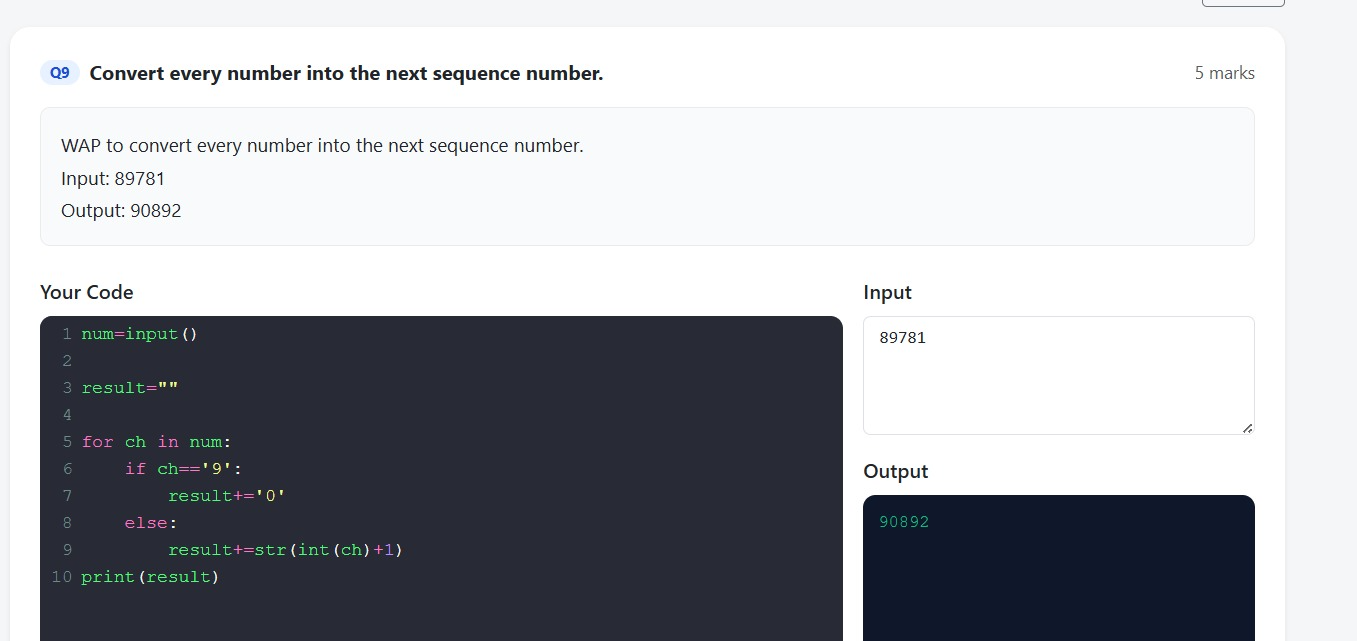 Q9 Convert every number into the next sequence number. 5 marks
WAP to convert every number into the next sequence number.
Input: 89781
Output: 90892
Your Code
1 num=input()
2
3 result=""
4
5 for ch in num:
6     if ch=='9':
7         result+='0'
8     else:
9         result+=str(int(ch)+1)
10 print(result)
Input
89781
Output
90892